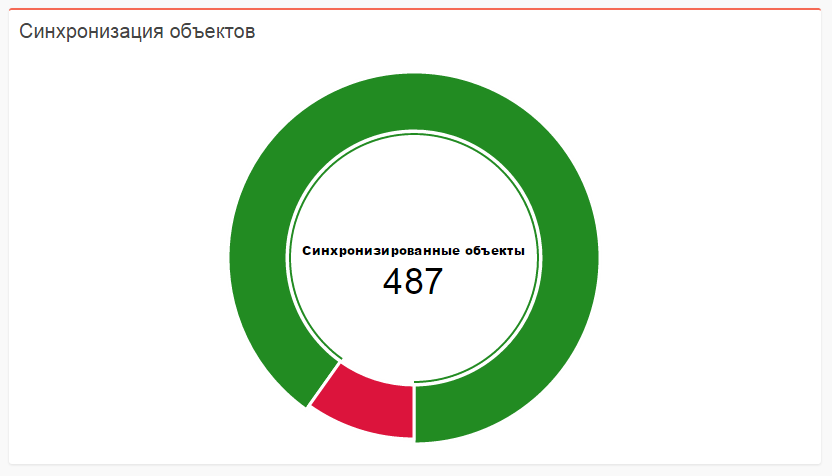 Синхронизация объектов
Синхронизированные объекты
487